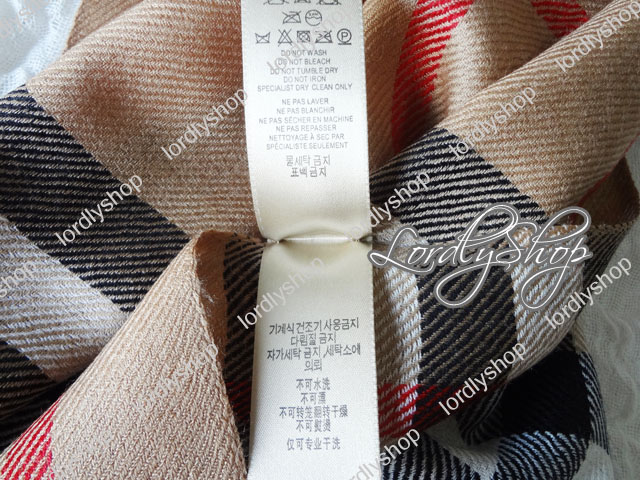 DO NOT WASH
DO NOT BLEACH
DO NOT TUMBLE DRY
DO NOT IRON
SPECIALIST DRY CLEAN ONLY
NE PAS LAVER
NE PAS BLANCHIR
NE PAS SÉCHER EN MACHINE
NE PAS REPASSER
NETTOYAGE À SEC PAR
SPÉCIALISTE SEULEMENT
물세탁 금지
표백 금지
기계식 건조기 사용금지
다림질 금지
자가세탁 금지 ,세탁소에
의뢰
不可水洗
不可漂
不可转笼翻转干燥
不可熨烫
仅可专业干洗
LordlyShop
lordlyshop
lordlyshop
lordlyshop
lordlyshop
lordlyshop
lordlyshop
lordlyshop
lordlyshop
lordlyshop
lordlyshop
lordlyshop
lordlyshop